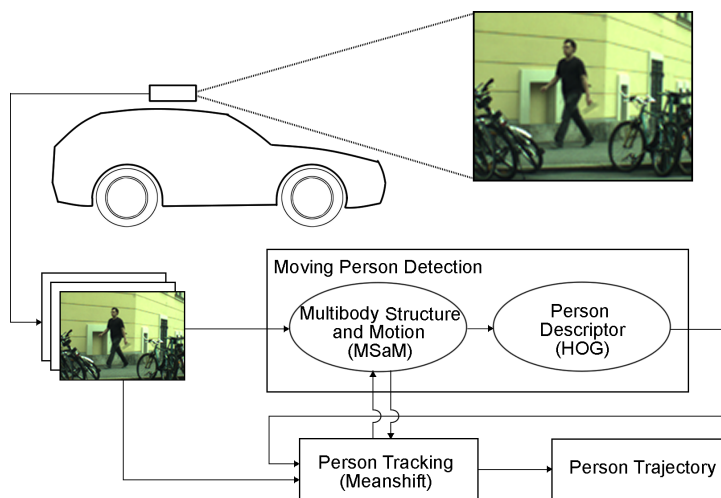 Moving Person Detection
Multibody Structure
and Motion
(MSaM)
Person
Descriptor
(HOG)
Person Tracking
(Meanshift)
Person Trajectory